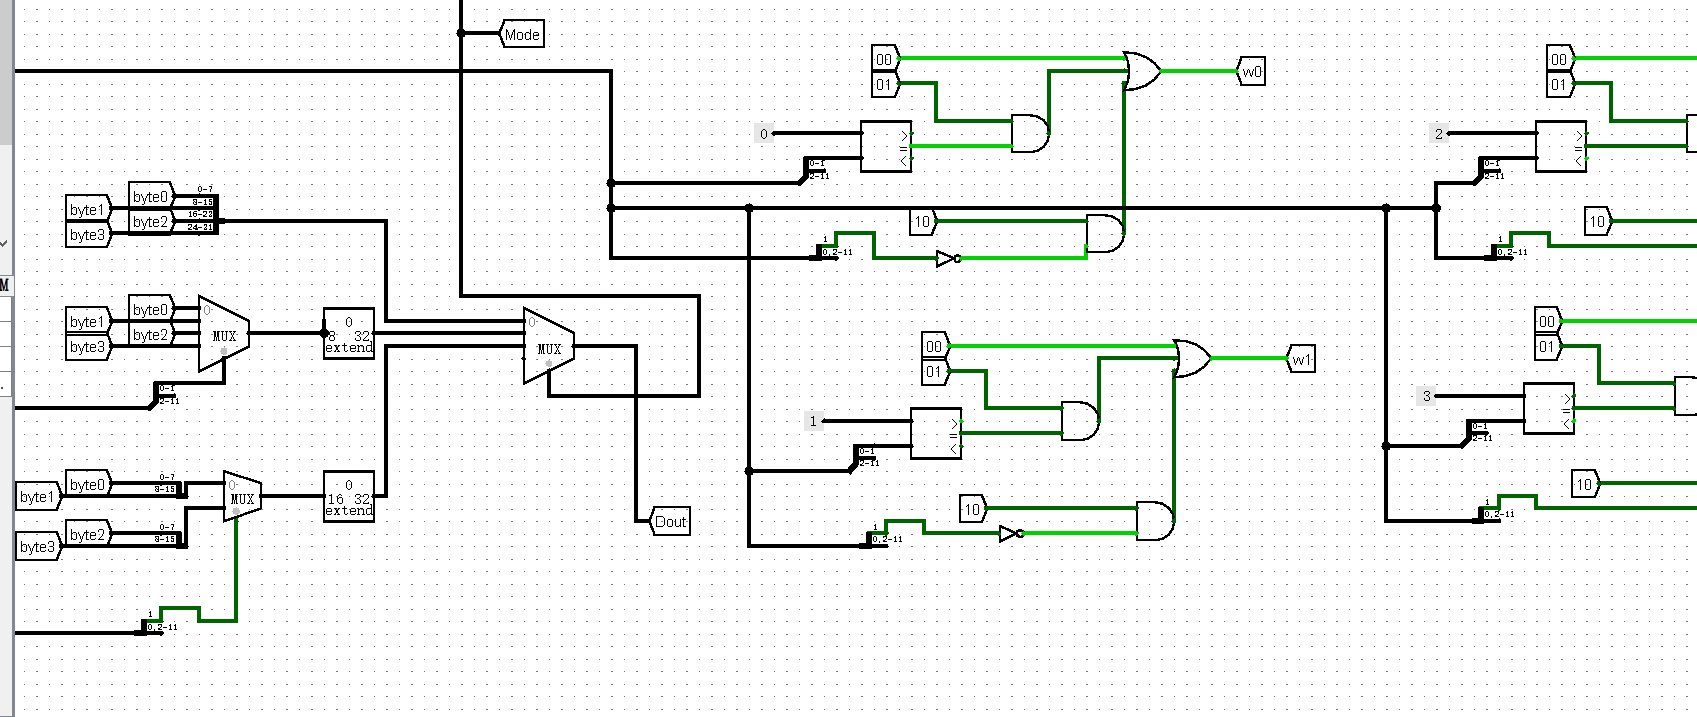 Mode
00
01
w0
0
>
=
<
0-1
2-11
10
1
0,2-11
00
01
2
>
=
<
0-1
2-11
10
1
0,2-11
byte0
byte1
byte2
byte3
0-7
8-15
16-23
24-31
M
byte0
byte1
byte2
byte3
0
MUX
0-1
2-11
0
8 32
extend
0
MUX
00
01
w1
1
>
=
<
0-1
2-11
10
1
0,2-11
00
01
3
>
=
<
0-1
2-11
10
1
0,2-11
byte0
byte1
0-7
8-15
byte2
byte3
0-7
8-15
0
MUX
0
16 32
extend
Dout
1
0,2-11